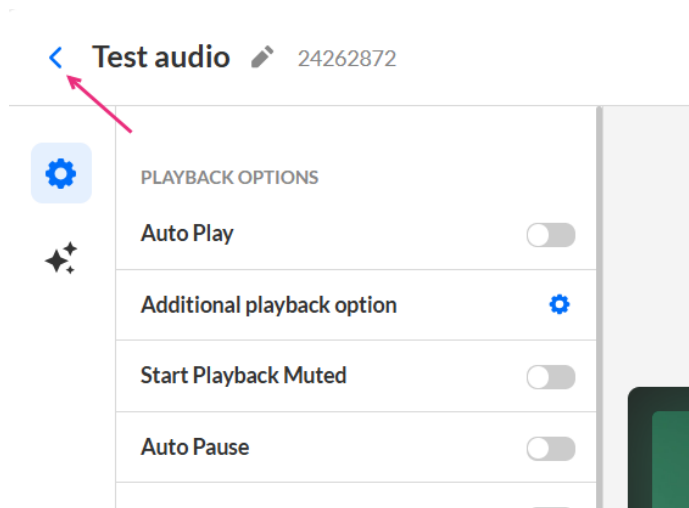 Test audio 24262872
PLAYBACK OPTIONS
Auto Play
Additional playback option
Start Playback Muted
Auto Pause